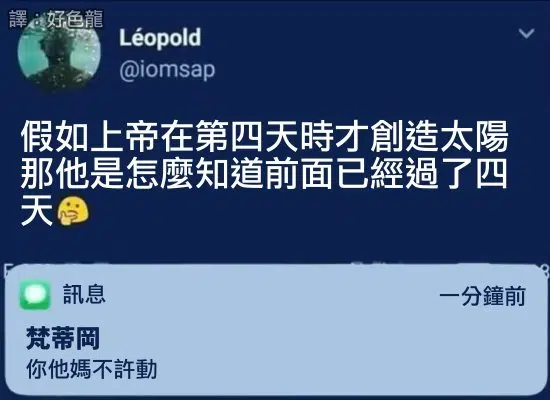 譯：好色龍
Léopold
@iomsap
假如上帝在第四天時才創造太陽
那他是怎麼知道前面已經過了四
天🤔
訊息
一分鐘前
梵蒂岡
你他媽不許動